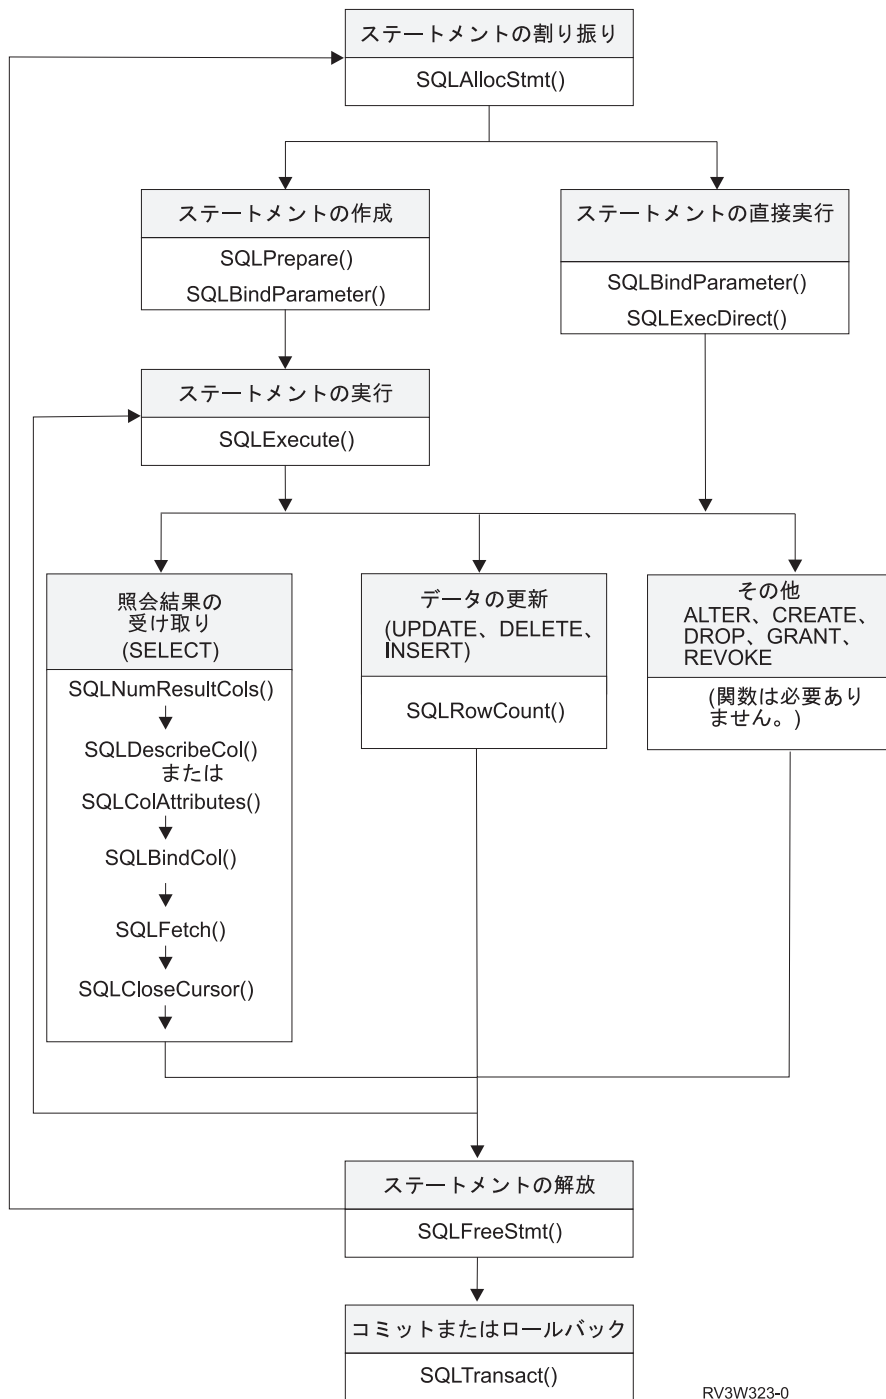 ステートメントの割り振り
SQLAllocStmt()
ステートメントの作成
SQLPrepare()
SQLBindParameter()
ステートメントの直接実行
SQLBindParameter()
SQLExecDirect()
ステートメントの実行
SQLExecute()
照会結果の
受け取り
(SELECT)
SQLNumResultCols()
SQLDescribeCol()
または
SQLColAttributes()
SQLBindCol()
SQLFetch()
SQLCloseCursor()
データの更新
(UPDATE、DELETE、
INSERT)
SQLRowCount()
その他
ALTER、CREATE、
DROP、GRANT、
REVOKE
(関数は必要あり
ません。)
ステートメントの解放
SQLFreeStmt()
コミットまたはロールバック
SQLTransact()
RV3W323-0